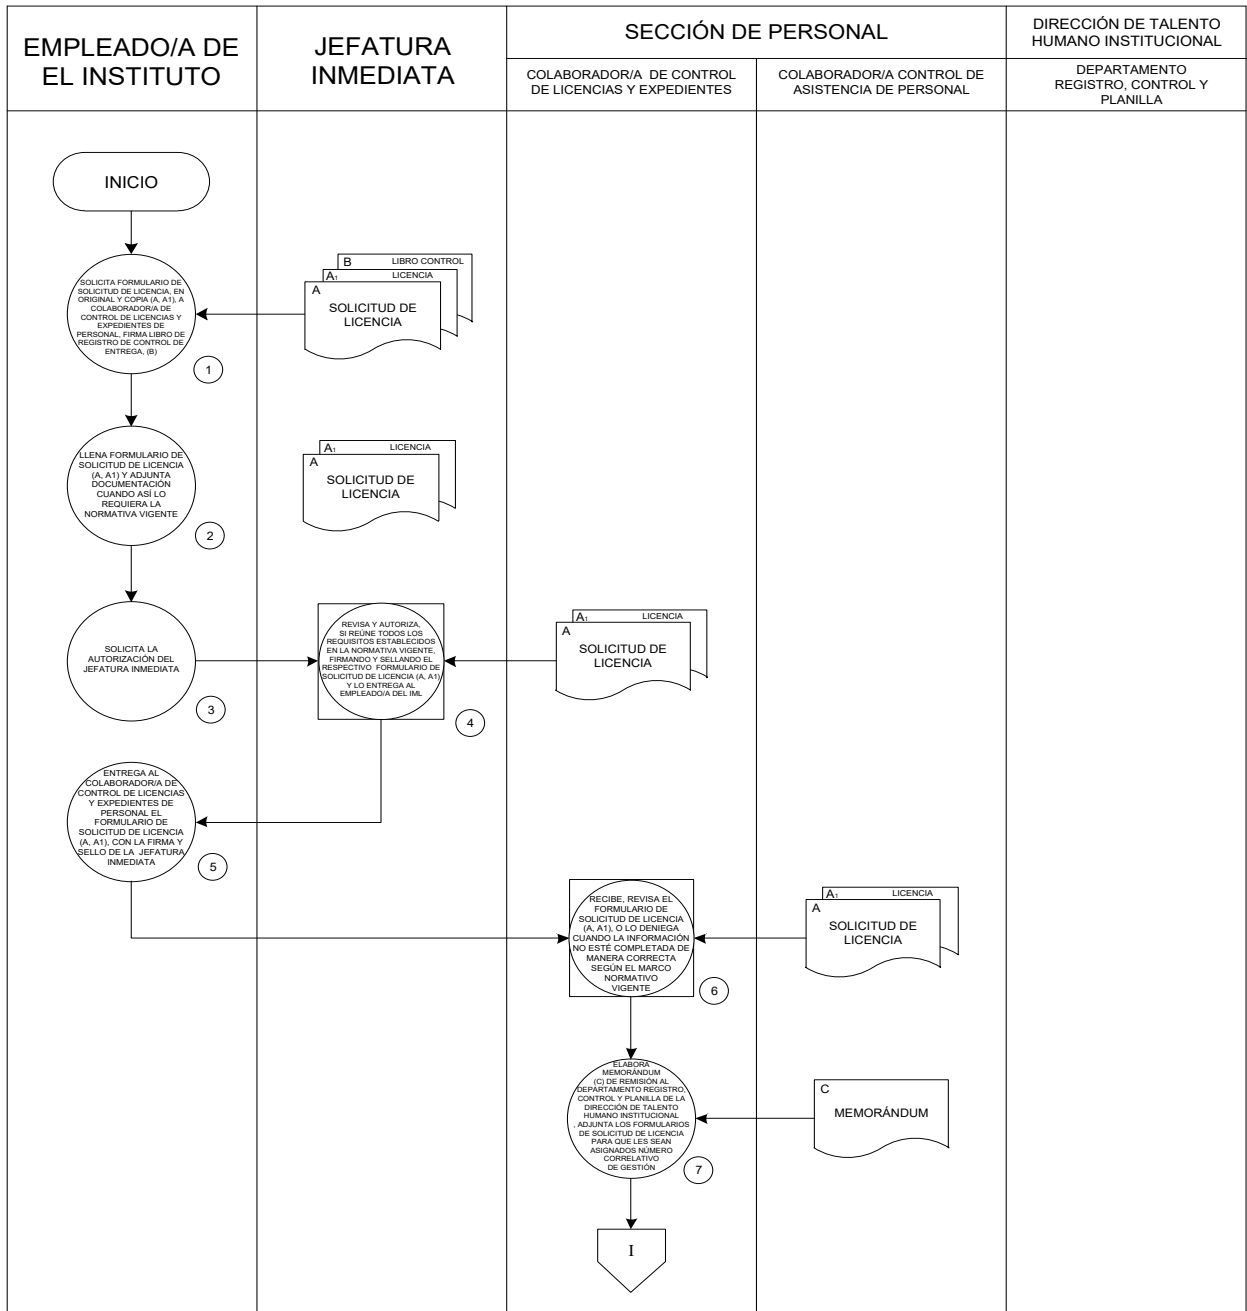 EMPLEADO/A DE
EL INSTITUTO
JEFATURA
INMEDIATA
SECCIÓN DE PERSONAL
COLABORADOR/A DE CONTROL
DE LICENCIAS Y EXPEDIENTES
COLABORADOR/A CONTROL DE
ASISTENCIA DE PERSONAL
DIRECCIÓN DE TALENTO
HUMANO INSTITUCIONAL
DEPARTAMENTO
REGISTRO, CONTROL Y
PLANILLA
INICIO
SOLICITA FORMULARIO DE
SOLICITUD DE LICENCIA, EN
ORIGINAL Y COPIA (A, A1), A
COLABORADOR/A DE
CONTROL DE LICENCIAS Y
EXPEDIENTES DE
PERSONAL, FIRMA LIBRO DE
REGISTRO DE CONTROL DE
ENTREGA, (B)
1
B LIBRO CONTROL
A1 LICENCIA
A
SOLICITUD DE
LICENCIA
LLENA FORMULARIO DE
SOLICITUD DE LICENCIA
(A, A1) Y ADJUNTA
DOCUMENTACIÓN
CUANDO ASÍ LO
REQUIERA LA
NORMATIVA VIGENTE
2
A1 LICENCIA
A
SOLICITUD DE
LICENCIA
SOLICITA LA
AUTORIZACIÓN DEL
JEFATURA INMEDIATA
3
REVISA Y AUTORIZA,
SI REÚNE TODOS LOS
REQUISITOS ESTABLECIDOS
EN LA NORMATIVA VIGENTE,
FIRMANDO Y SELLANDO EL
RESPECTIVO FORMULARIO DE
SOLICITUD DE LICENCIA (A, A1)
Y LO ENTREGA AL
EMPLEADO/A DEL IML
4
A1 LICENCIA
A
SOLICITUD DE
LICENCIA
ENTREGA AL
COLABORADOR/A DE
CONTROL DE LICENCIAS
Y EXPEDIENTES DE
PERSONAL EL
FORMULARIO DE
SOLICITUD DE LICENCIA
(A, A1), CON LA FIRMA Y
SELLO DE LA JEFATURA
INMEDIATA
5
RECIBE, REVISA EL
FORMULARIO DE
SOLICITUD DE LICENCIA
(A, A1), O LO DENIEGA
CUANDO LA INFORMACIÓN
NO ESTÉ COMPLETADA DE
MANERA CORRECTA
SEGÚN EL MARCO
NORMATIVO
VIGENTE
6
A1 LICENCIA
A
SOLICITUD DE
LICENCIA
ELABORA
MEMORÁNDUM
(C) DE REMISIÓN AL
DEPARTAMENTO REGISTRO,
CONTROL Y PLANILLA DE LA
DIRECCIÓN DE TALENTO
HUMANO INSTITUCIONAL
, ADJUNTA LOS FORMULARIOS
DE SOLICITUD DE LICENCIA
PARA QUE LES SEAN
ASIGNADOS NÚMERO
CORRELATIVO
DE GESTIÓN
7
C
MEMORÁNDUM
I